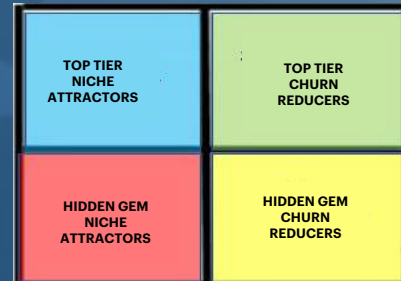 TOP TIER
NICHE
ATTRACTORS
TOP TIER
CHURN
REDUCERS
HIDDEN GEM
NICHE
ATTRACTORS
HIDDEN GEM
CHURN
REDUCERS